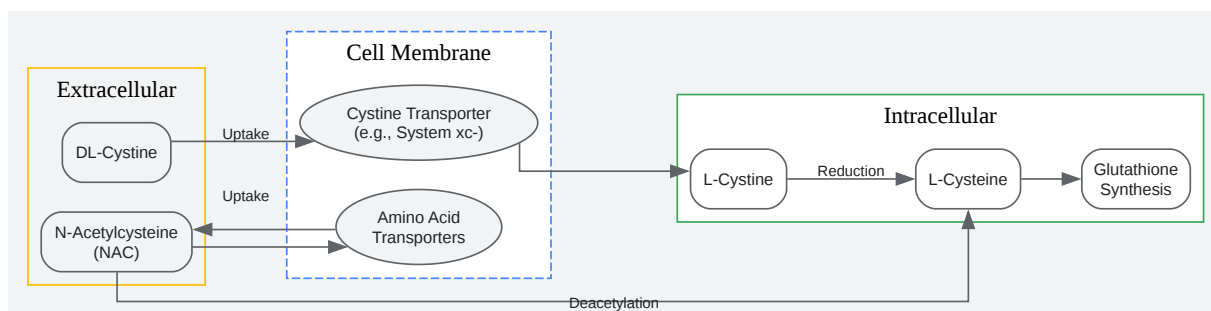 Cell Membrane
Extracellular
Cystine Transporter
(e.g., System xc-)
Intracellular
Uptake
DL-Cystine
L-Cystine
Reduction
L-Cysteine
Glutathione
Synthesis
Uptake
Amino Acid
Transporters
N-Acetylcysteine
(NAC)
Deacetylation